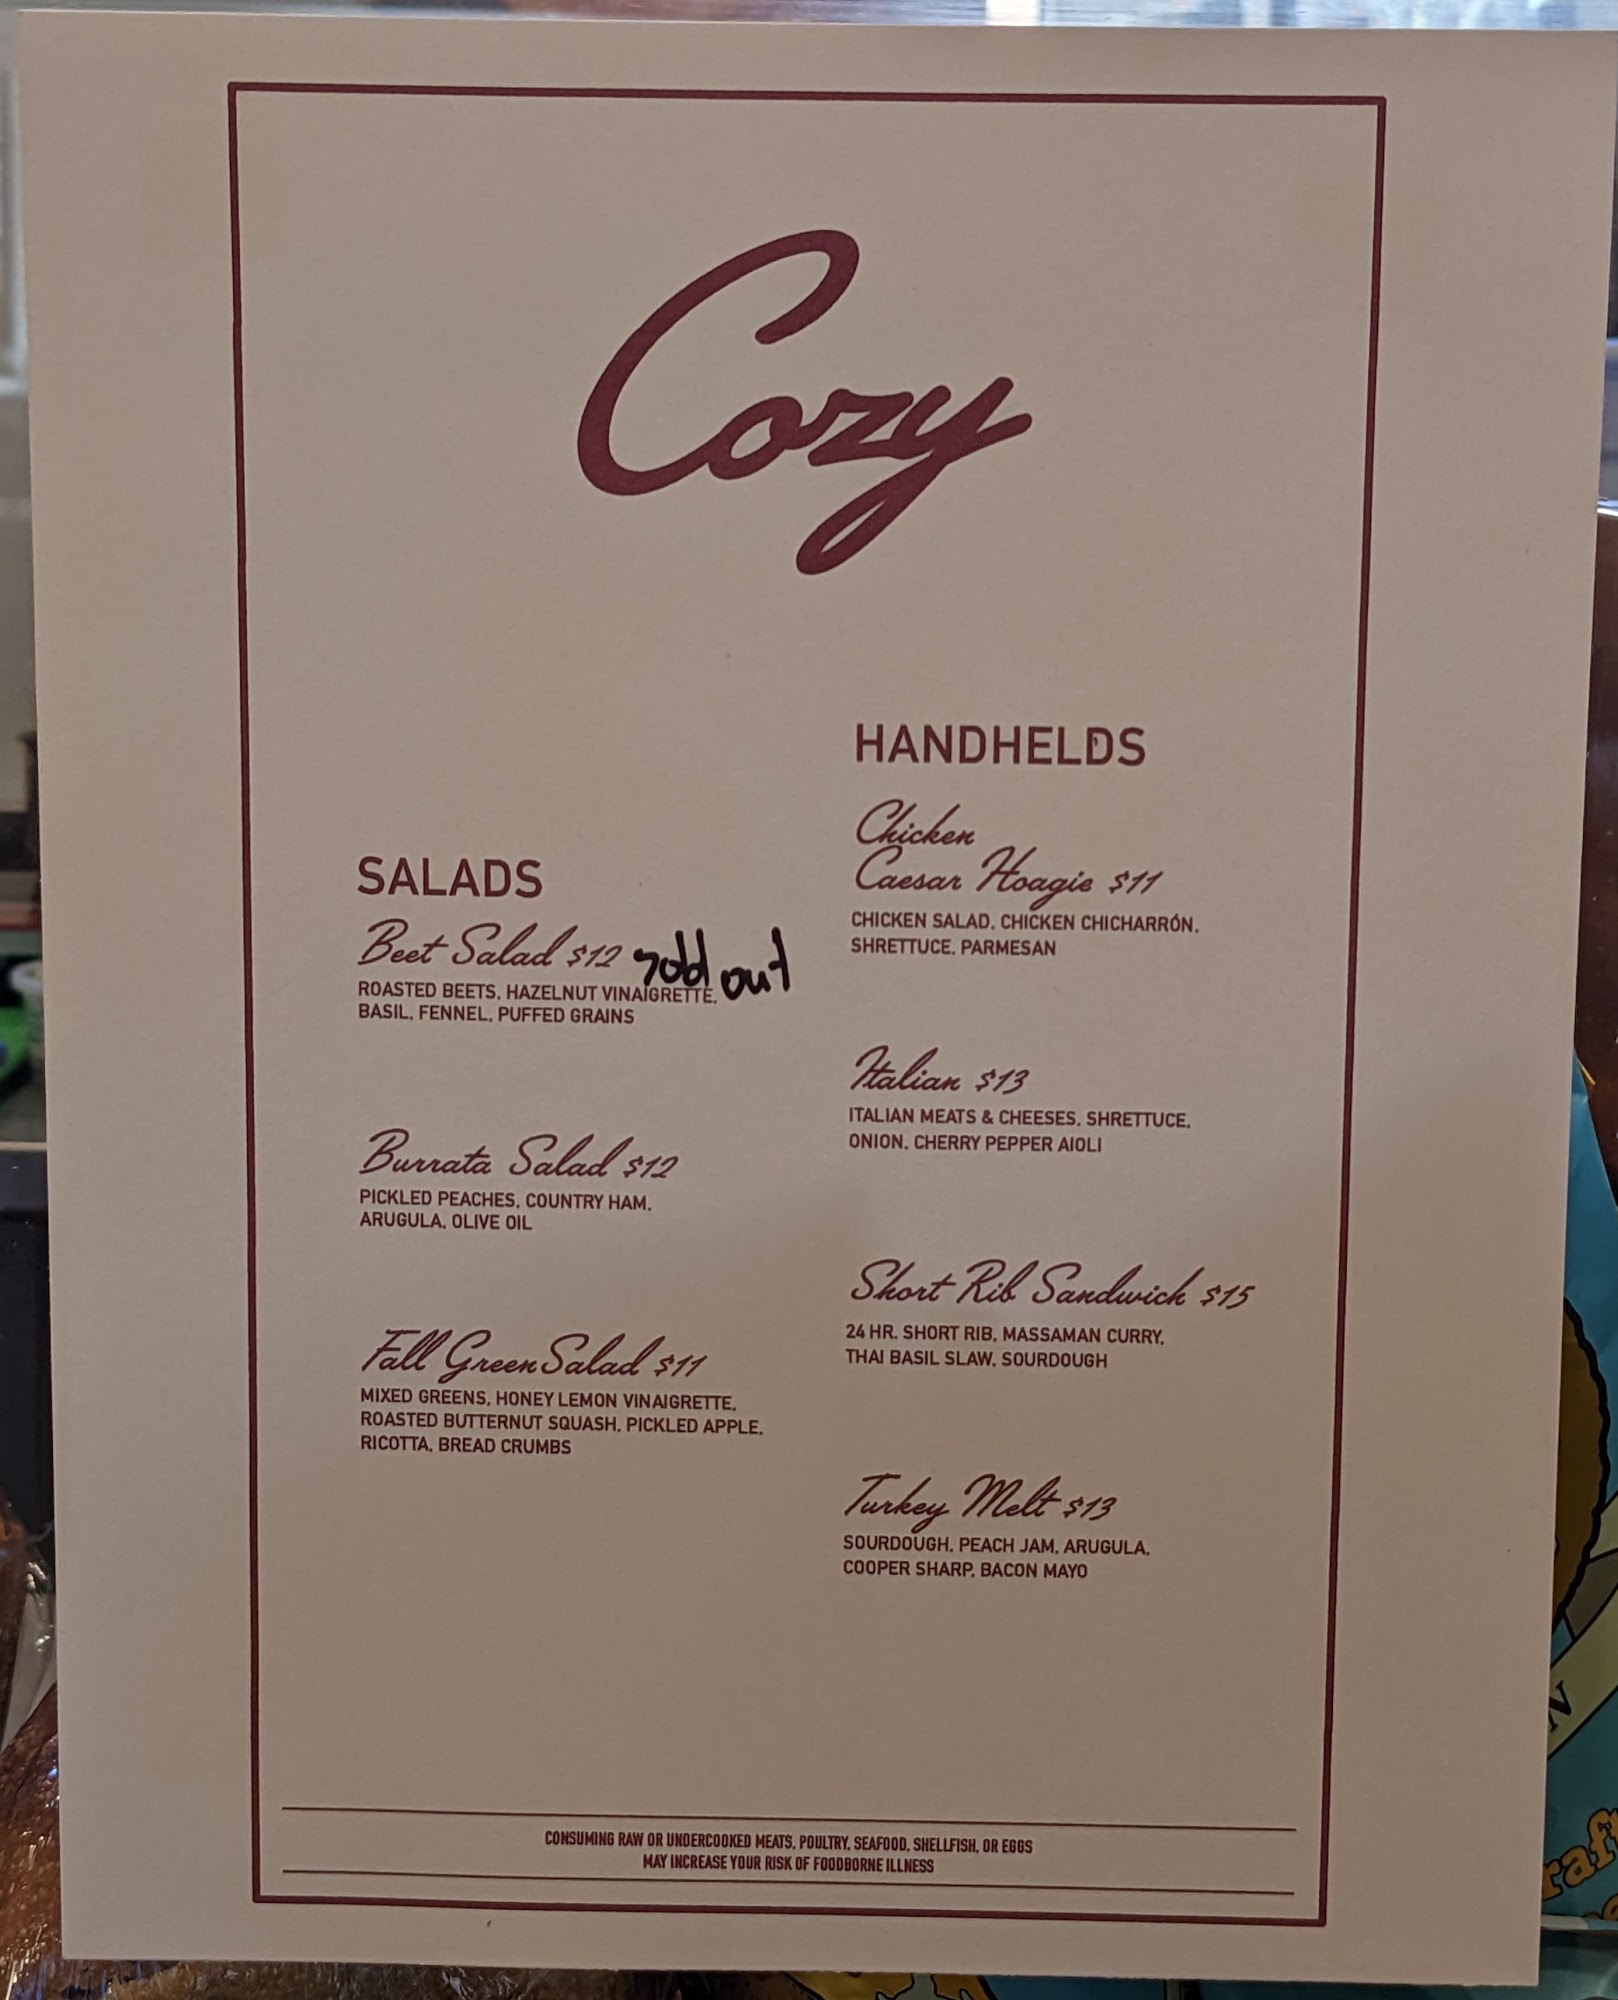 Cozy
SALADS
Beet Salad $12 sold out
ROASTED BEETS, HAZELNUT VINAIGRETTE,
BASIL, FENNEL, PUFFED GRAINS
Burrata Salad $12
PICKLED PEACHES, COUNTRY HAM,
ARUGULA, OLIVE OIL
Fall Green Salad $11
MIXED GREENS, HONEY LEMON VINAIGRETTE,
ROASTED BUTTERNUT SQUASH, PICKLED APPLE,
RICOTTA, BREAD CRUMBS
HANDHELDS
Chicken
Caesar Hoagie $11
CHICKEN SALAD, CHICKEN CHICHARRÓN,
SHRETTUCE, PARMESAN
Italian $13
ITALIAN MEATS & CHEESES, SHRETTUCE,
ONION, CHERRY PEPPER AIOLI
Short Rib Sandwich $15
24 HR. SHORT RIB, MASSAMAN CURRY,
THAI BASIL SLAW, SOURDOUGH
Turkey Melt $13
SOURDOUGH, PEACH JAM, ARUGULA,
COOPER SHARP, BACON MAYO
CONSUMING RAW OR UNDERCOOKED MEATS, POULTRY, SEAFOOD, SHELLFISH, OR EGGS
MAY INCREASE YOUR RISK OF FOODBORNE ILLNESS